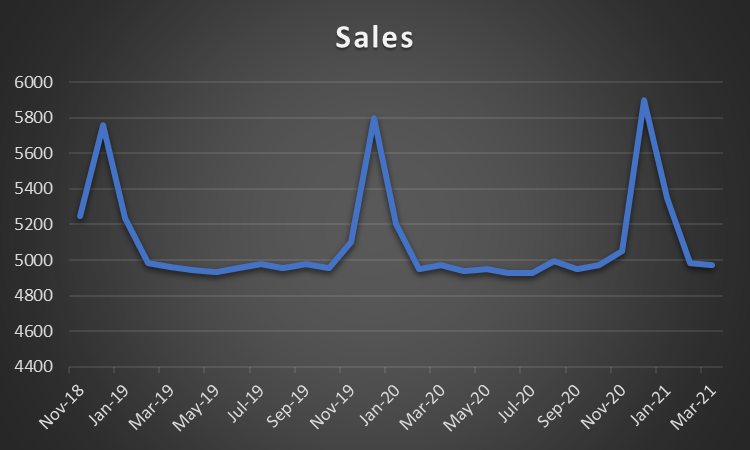 Sales
6000
5800
5600
5400
5200
5000
4800
4600
4400
Nov-18
Jan-19
Mar-19
May-19
Jul-19
Sep-19
Nov-19
Jan-20
Mar-20
May-20
Jul-20
Sep-20
Nov-20
Jan-21
Mar-21